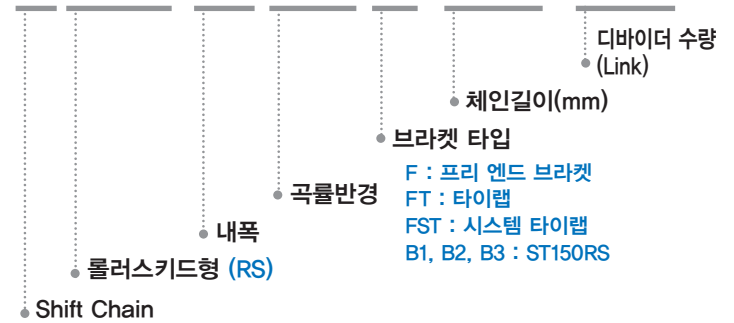 디바이더 수량
(Link)
체인길이(mm)
브라켓 타입
F : 프리 엔드 브라켓
FT : 타이랩
FST : 시스템 타이랩
B1, B2, B3 : ST150RS
곡률반경
내폭
롤러스키드형 (RS)
Shift Chain